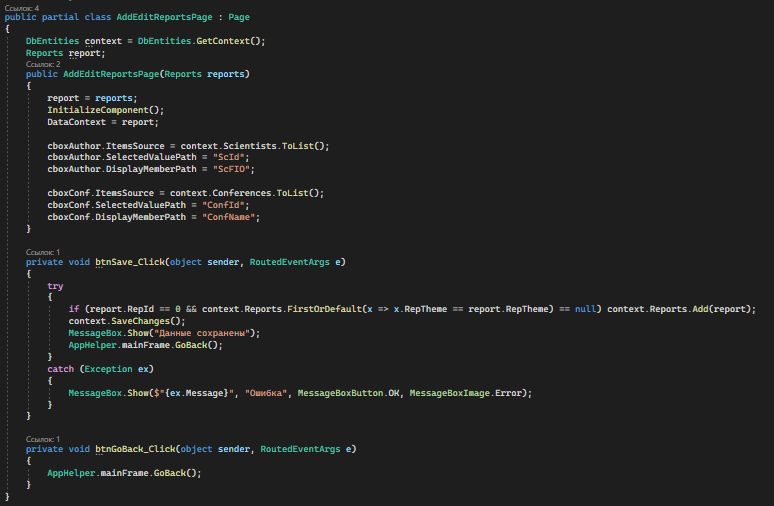 Ссылок: 4
public partial class AddEditReportsPage : Page
{
DbEntities context = DbEntities.GetContext();
Reports report;
Ссылок: 2
public AddEditReportsPage(Reports reports)
{
report = reports;
InitializeComponent();
DataContext = report;
cboxAuthor.ItemsSource = context.Scientists.ToList();
cboxAuthor.SelectedValuePath = "ScId";
cboxAuthor.DisplayMemberPath = "ScFIO";
cboxConf.ItemsSource = context.Conferences.ToList();
cboxConf.SelectedValuePath = "ConfId";
cboxConf.DisplayMemberPath = "ConfName";
}
Ссылок: 1
private void btnSave_Click(object sender, RoutedEventArgs e)
{
try
{
if (report.RepId == 0 && context.Reports.FirstOrDefault(x => x.RepTheme == report.RepTheme) == null) context.Reports.Add(report);
context.SaveChanges();
MessageBox.Show("Данные сохранены");
AppHelper.mainFrame.GoBack();
}
catch (Exception ex)
{
MessageBox.Show($"{ex.Message}", "Ошибка", MessageBoxButton.OK, MessageBoxImage.Error);
}
}
Ссылок: 1
private void btnGoBack_Click(object sender, RoutedEventArgs e)
{
AppHelper.mainFrame.GoBack();
}
}